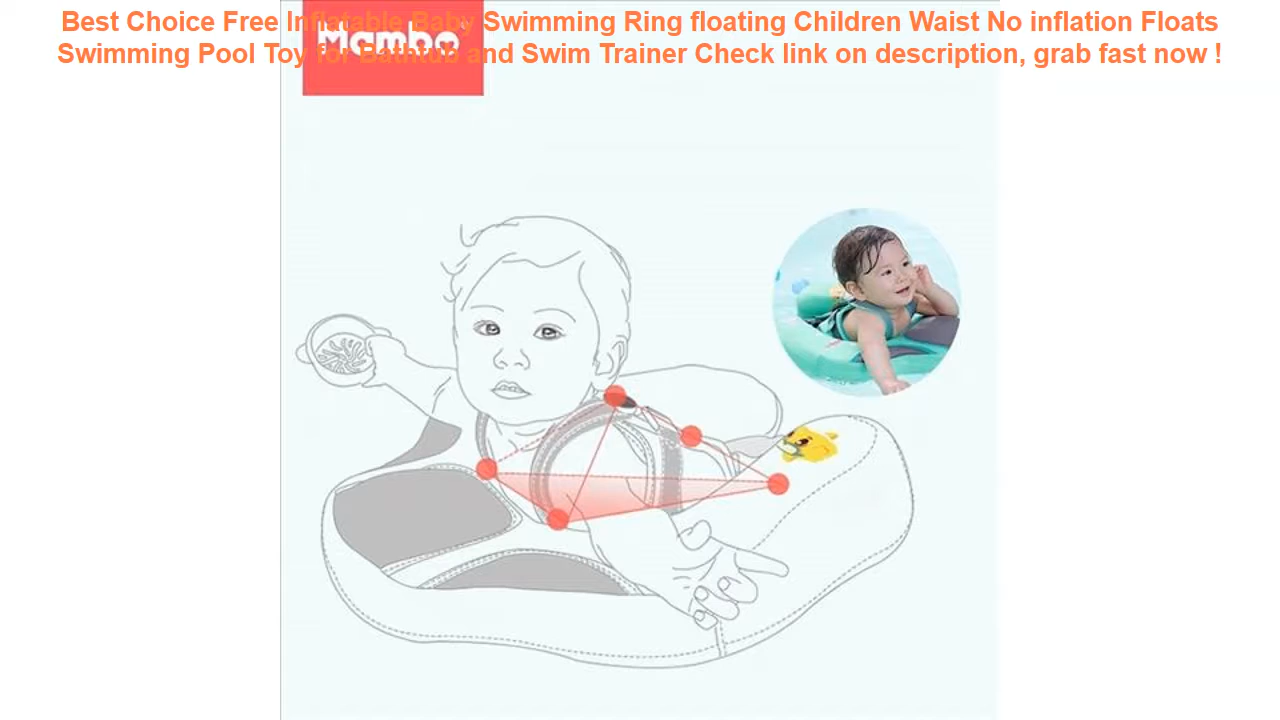 Best Choice Free Inflatable Baby Swimming Ring floating Children Waist No inflation Floats
Swimming Pool Toy for Bathtub and Swim Trainer Check link on description, grab fast now !
Mambo